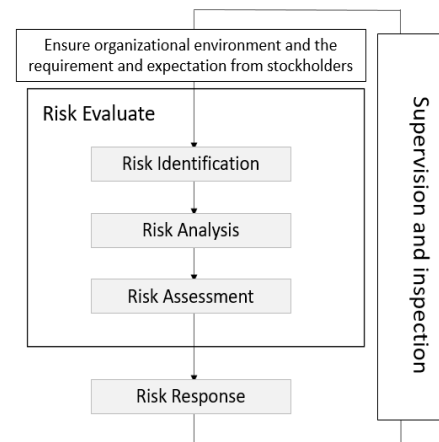 Ensure organizational environment and the
requirement and expectation from stockholders
Risk Evaluate
Risk Identification
Risk Analysis
Risk Assessment
Risk Response
Supervision and inspection